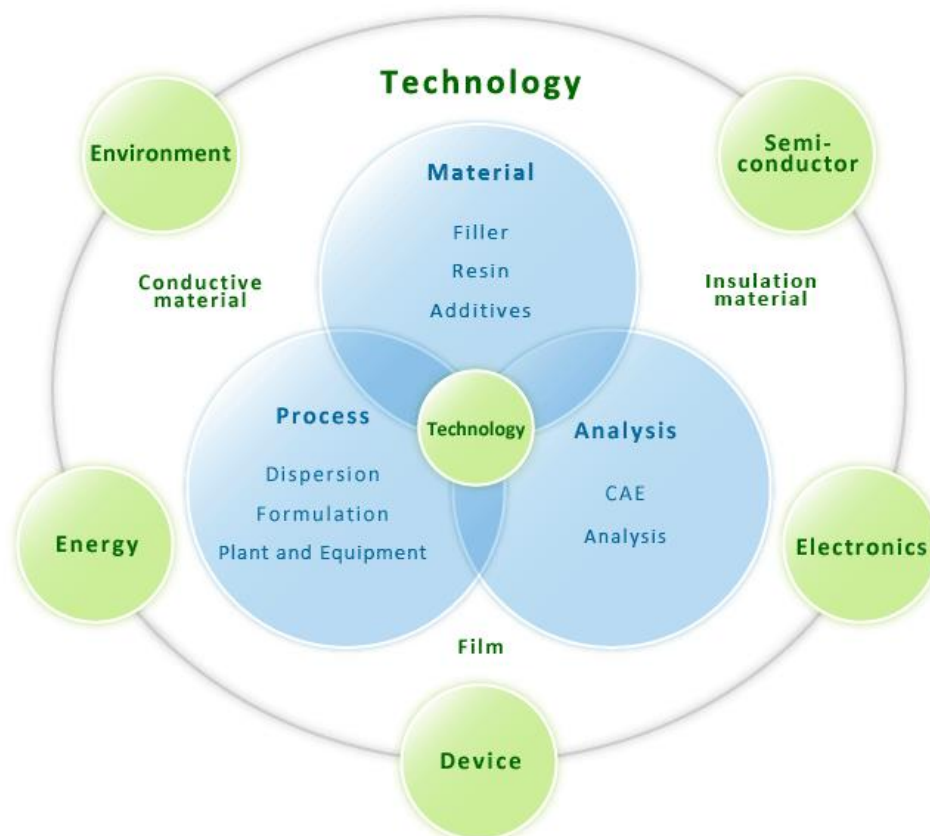 Technology
Environment
Semi-
conductor
Material
Filler
Resin
Additives
Conductive
material
Insulation
material
Process
Dispersion
Formulation
Plant and Equipment
Technology
Analysis
CAE
Analysis
Energy
Electronics
Film
Device